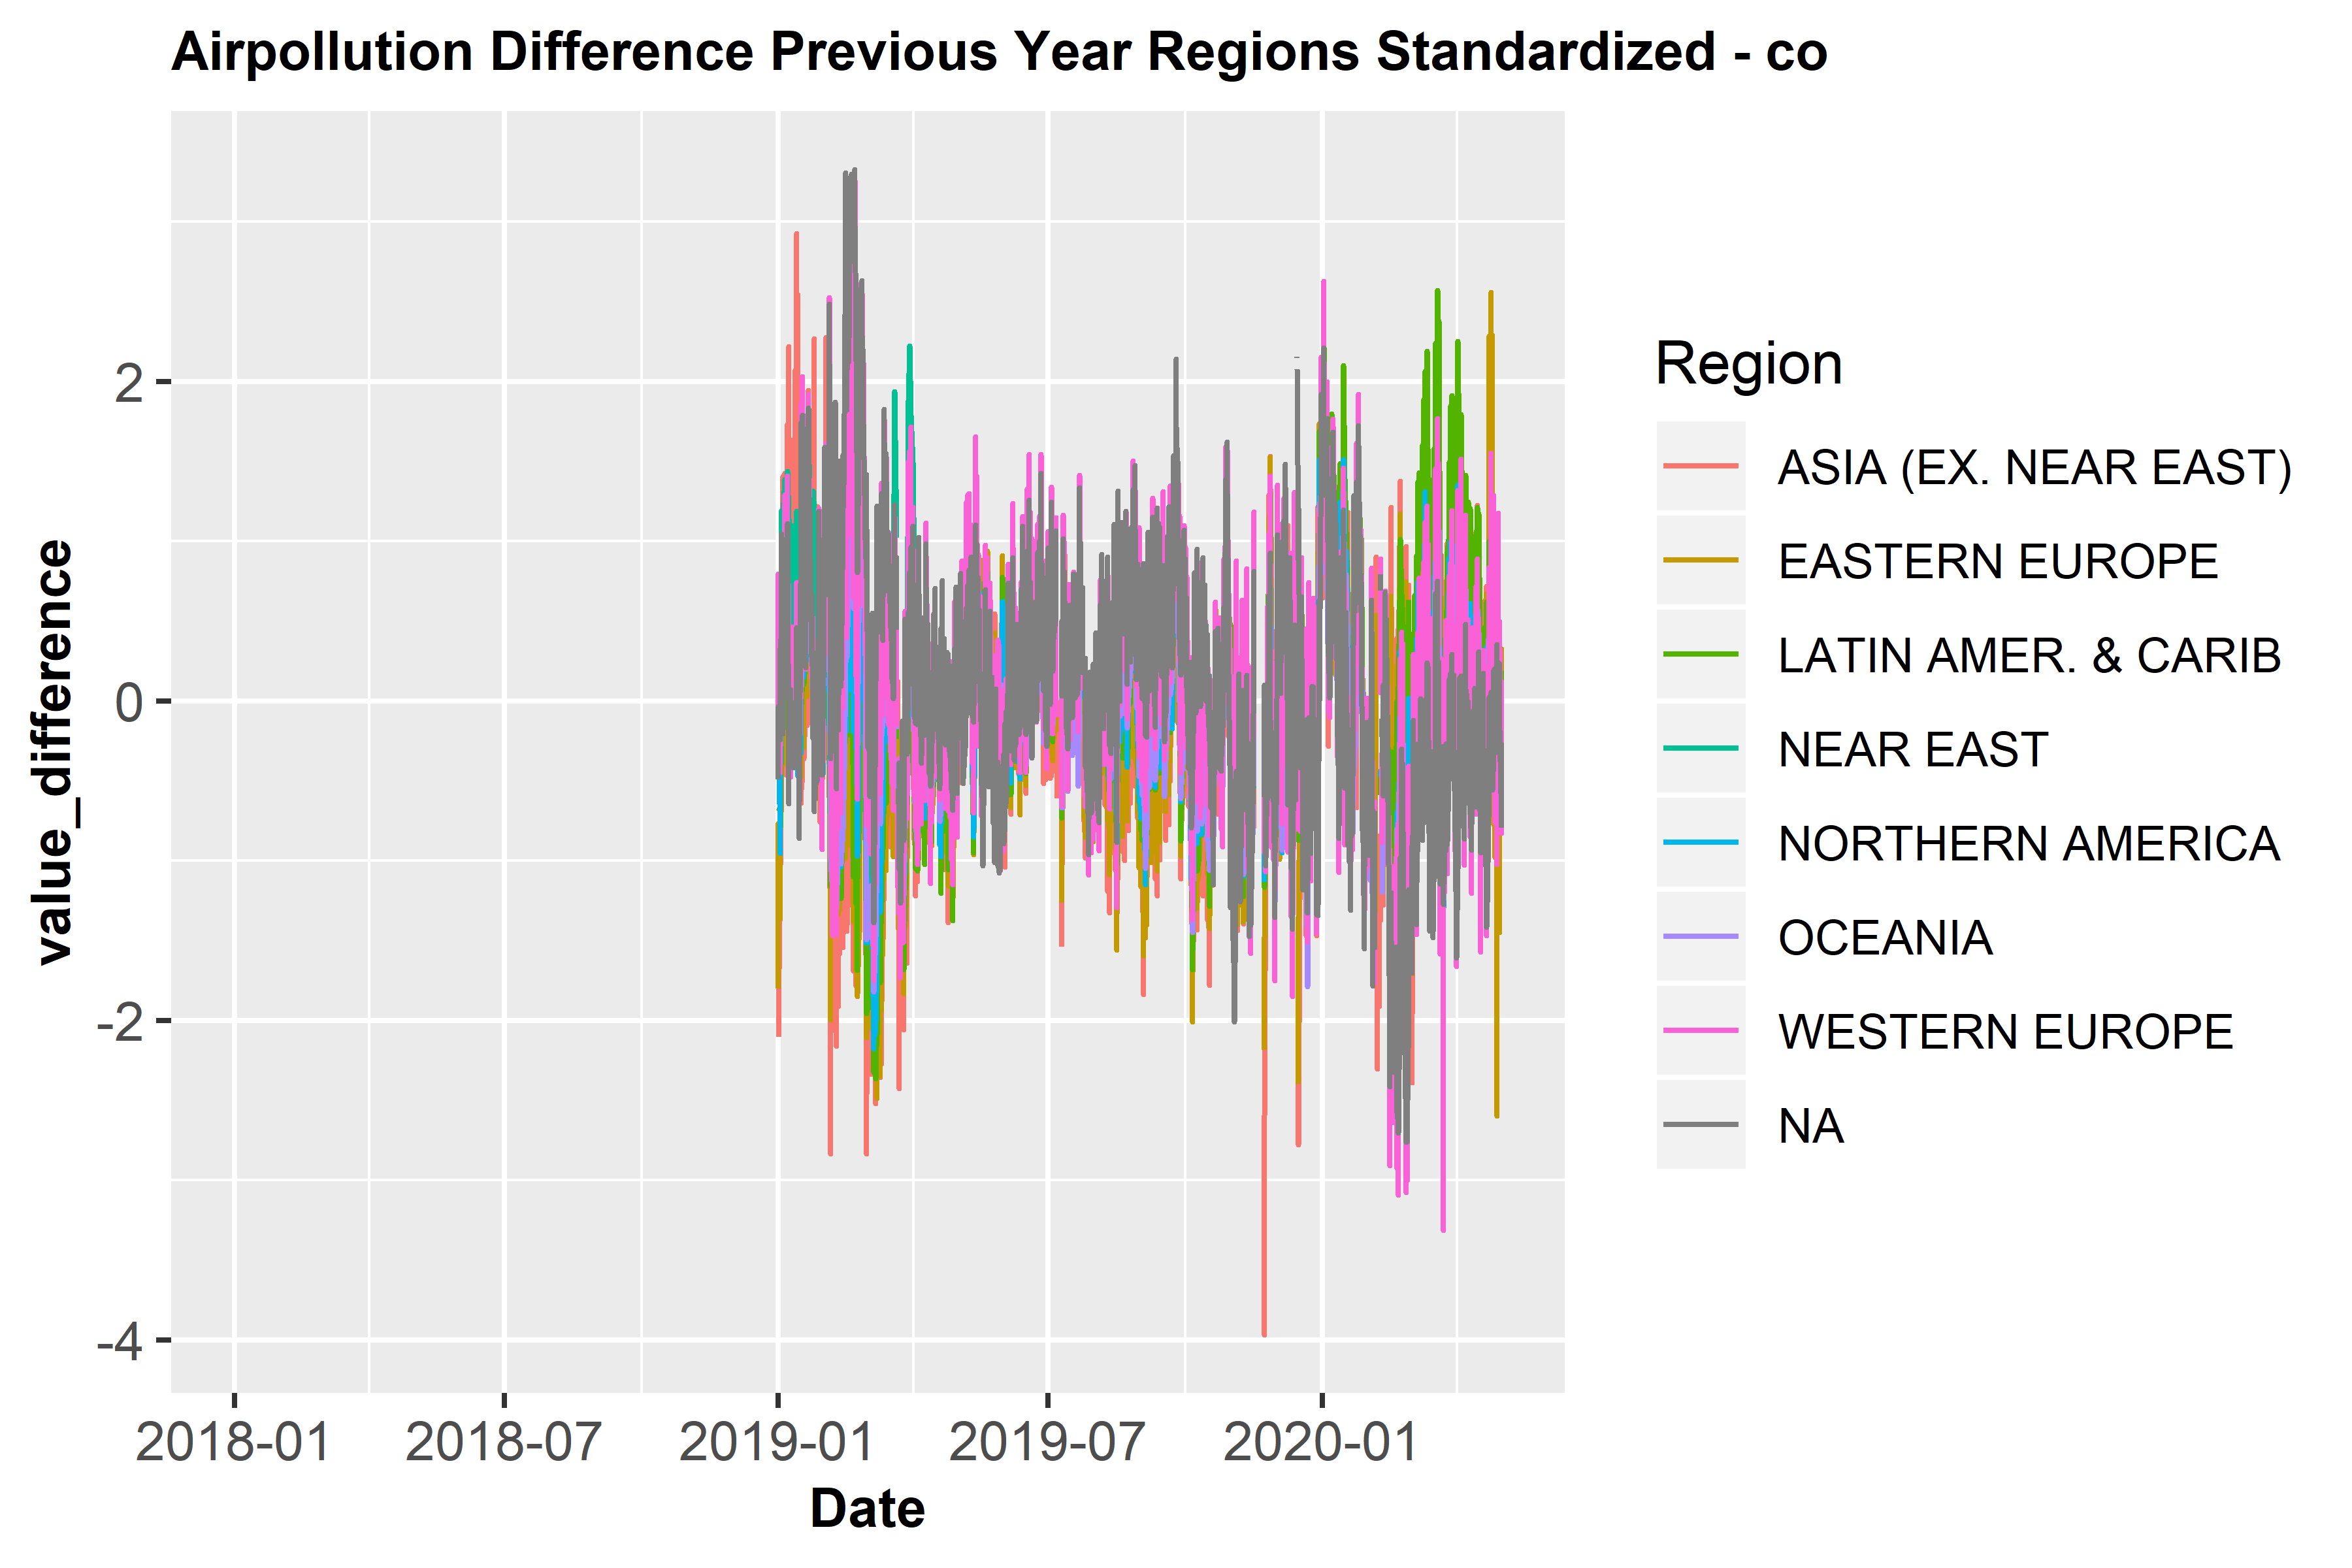 Airpollution Difference Previous Year Regions Standardized - co
value_difference
2
0
-2
-4
2018-01
2018-07
2019-01
2019-07
2020-01
Date
Region
ASIA (EX. NEAR EAST)
EASTERN EUROPE
LATIN AMER. & CARIB
NEAR EAST
NORTHERN AMERICA
OCEANIA
WESTERN EUROPE
NA